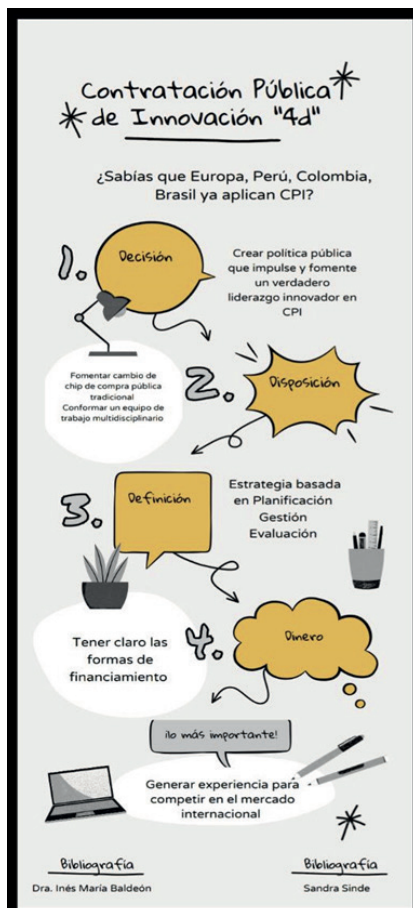 Contratación Pública
de Innovación "4d"
¿Sabías que Europa, Perú, Colombia,
Brasil ya aplican CPI?
1.
Decisión
Crear política pública
que impulse y fomente
un verdadero
liderazgo innovador en
CPI
2.
Disposición
Fomentar cambio de
chip de compra pública
tradicional
Conformar un equipo de
trabajo multidisciplinario
3.
Definición
Estrategia basada
en Planificación
Gestión
Evaluación
4.
Dinero
Tener claro las
formas de
financiamiento
¡lo más importante!
Generar experiencia para
competir en el mercado
internacional
Bibliografía
Dra. Inés María Baldeón
Bibliografía
Sandra Sinde